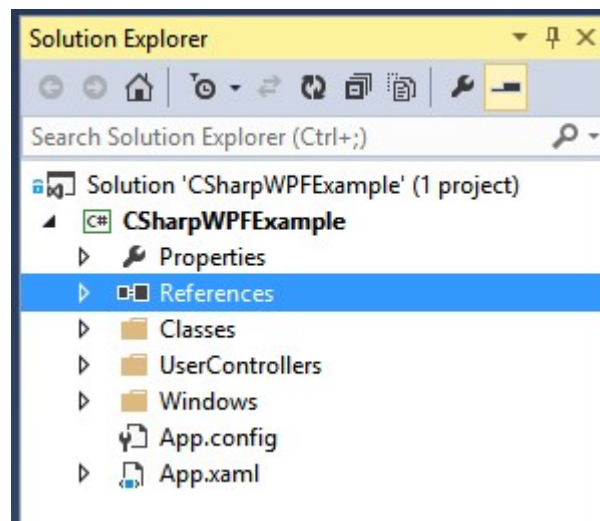 Solution Explorer
Search Solution Explorer (Ctrl+;)
Solution 'CSharpWPFExample' (1 project)
C# CSharpWPFExample
Properties
References
Classes
UserControllers
Windows
App.config
App.xaml